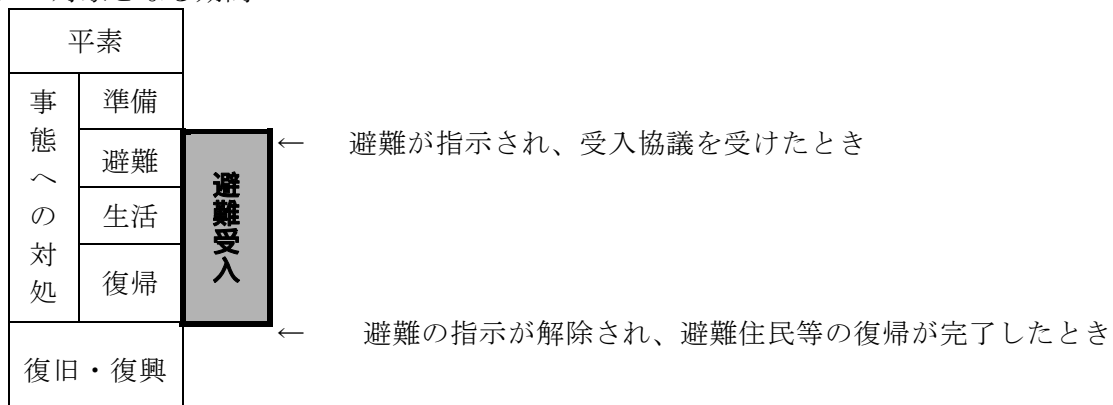 平素
事態への対処
準備
避難
生活
復帰
避難受入
← 避難が指示され、受入協議を受けたとき
← 避難の指示が解除され、避難住民等の復帰が完了したとき
復旧・復興